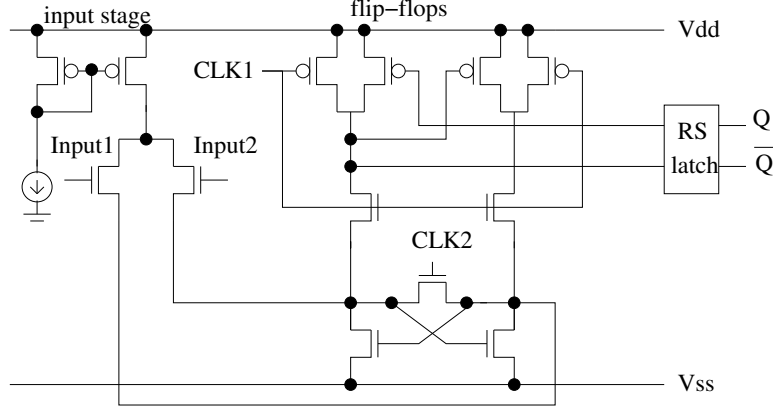 input stage
flip-flops
Vdd
CLK1
Q
RS
Input1
Input2
latch
Q
CLK2
Vss